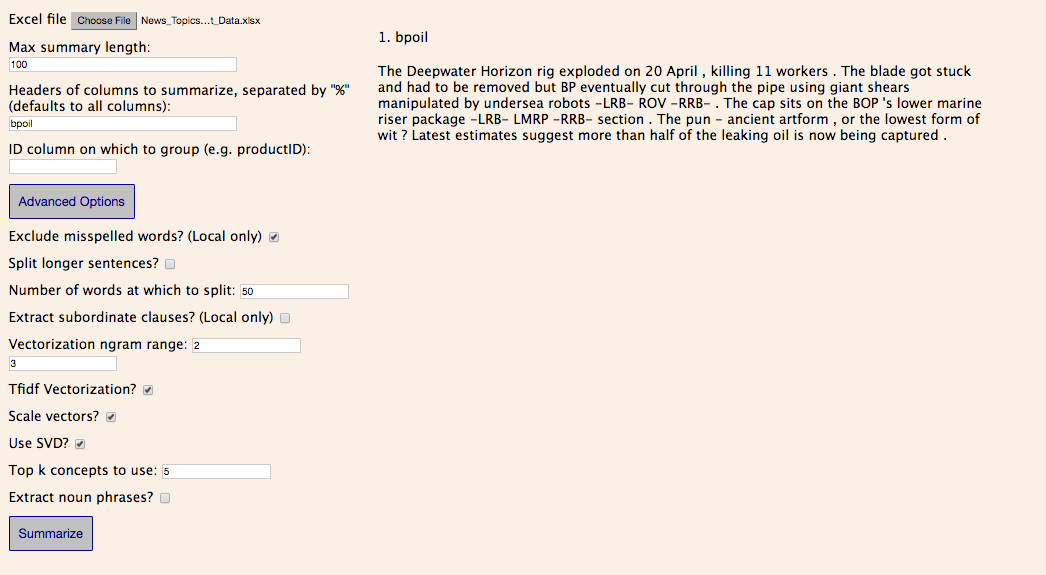 Excel file Choose File News_Topics...t_Data.xlsx
Max summary length:
100
Headers of columns to summarize, separated by "%"
(defaults to all columns):
bpoil
ID column on which to group (e.g. productID):
Advanced Options
Exclude misspelled words? (Local only)
Split longer sentences?
Number of words at which to split: 50
Extract subordinate clauses? (Local only)
Vectorization ngram range: 2
3
Tfidf Vectorization?
Scale vectors?
Use SVD?
Top k concepts to use: 5
Extract noun phrases?
Summarize
1. bpoil
The Deepwater Horizon rig exploded on 20 April , killing 11 workers . The blade got stuck
and had to be removed but BP eventually cut through the pipe using giant shears
manipulated by undersea robots -LRB- ROV -RRB- . The cap sits on the BOP 's lower marine
riser package -LRB- LMRP -RRB- section . The pun - ancient artform , or the lowest form of
wit ? Latest estimates suggest more than half of the leaking oil is now being captured .